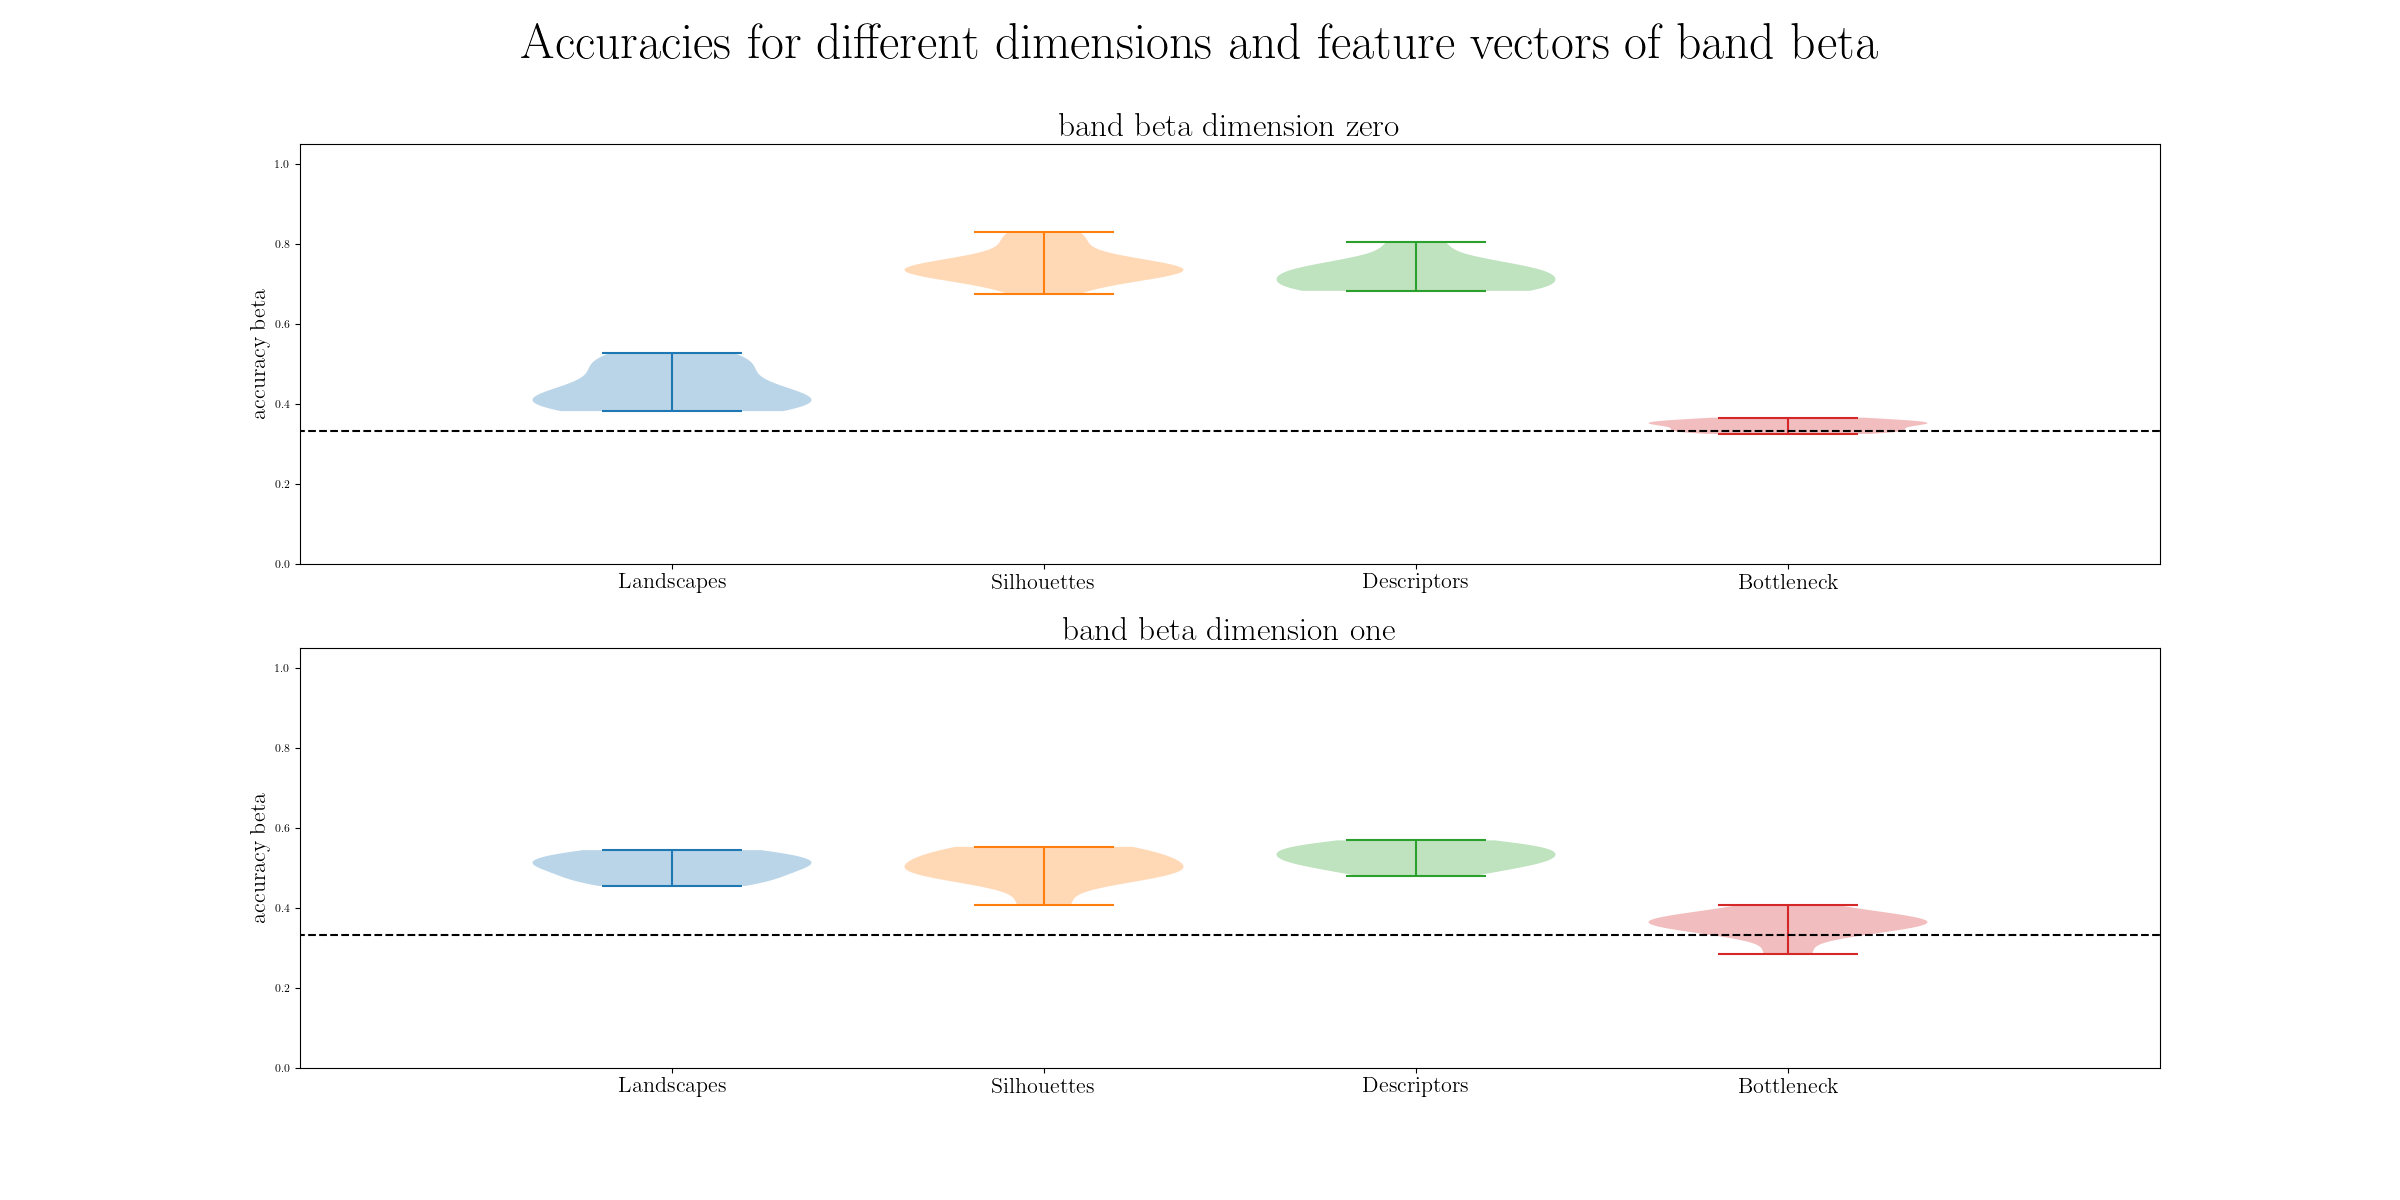 Accuracies for different dimensions and feature vectors of band beta
band beta dimension zero
accuracy beta
1.0
0.8
0.6
0.4
0.2
0.0
Landscapes Silhouettes Descriptors Bottleneck
band beta dimension one
accuracy beta
1.0
0.8
0.6
0.4
0.2
0.0
Landscapes Silhouettes Descriptors Bottleneck